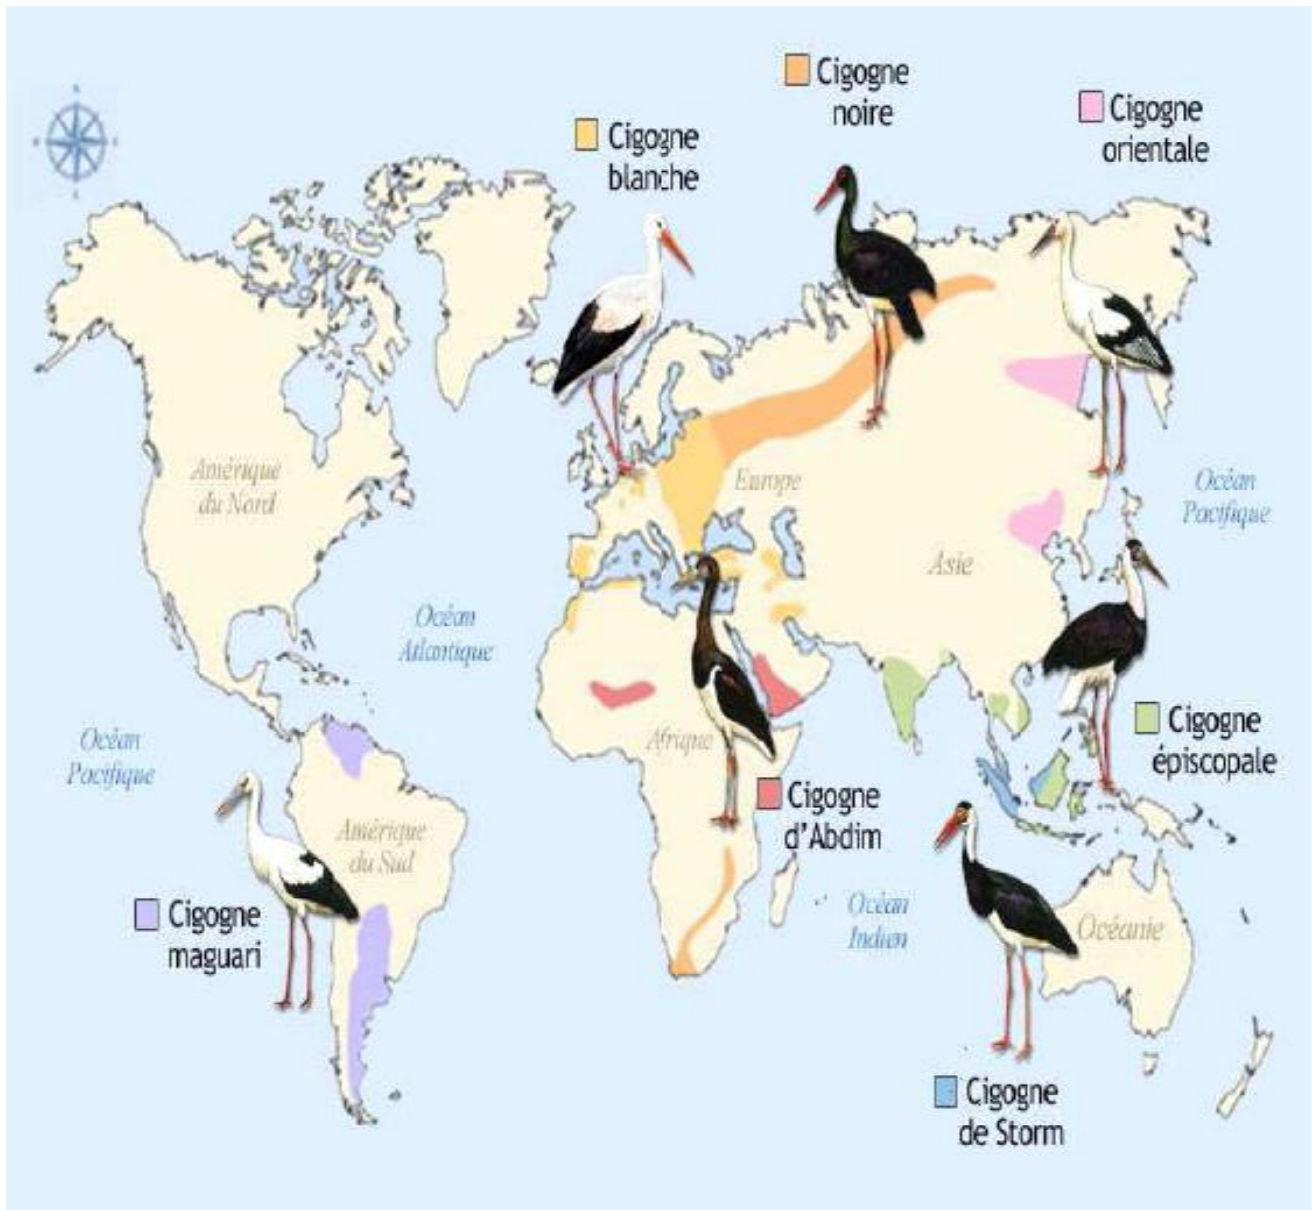 Cigogne
noire
Cigogne
orientale
Cigogne
blanche
Amérique
du Nord
Europe
Océan
Pacifique
Asie
Océan
Atlantique
Océan
Pacifique
Afrique
Cigogne
épiscopale
Cigogne
d'Abdim
Amérique
du Sud
Cigogne
maguari
Océan
Indien
Océanie
Cigogne
de Storm